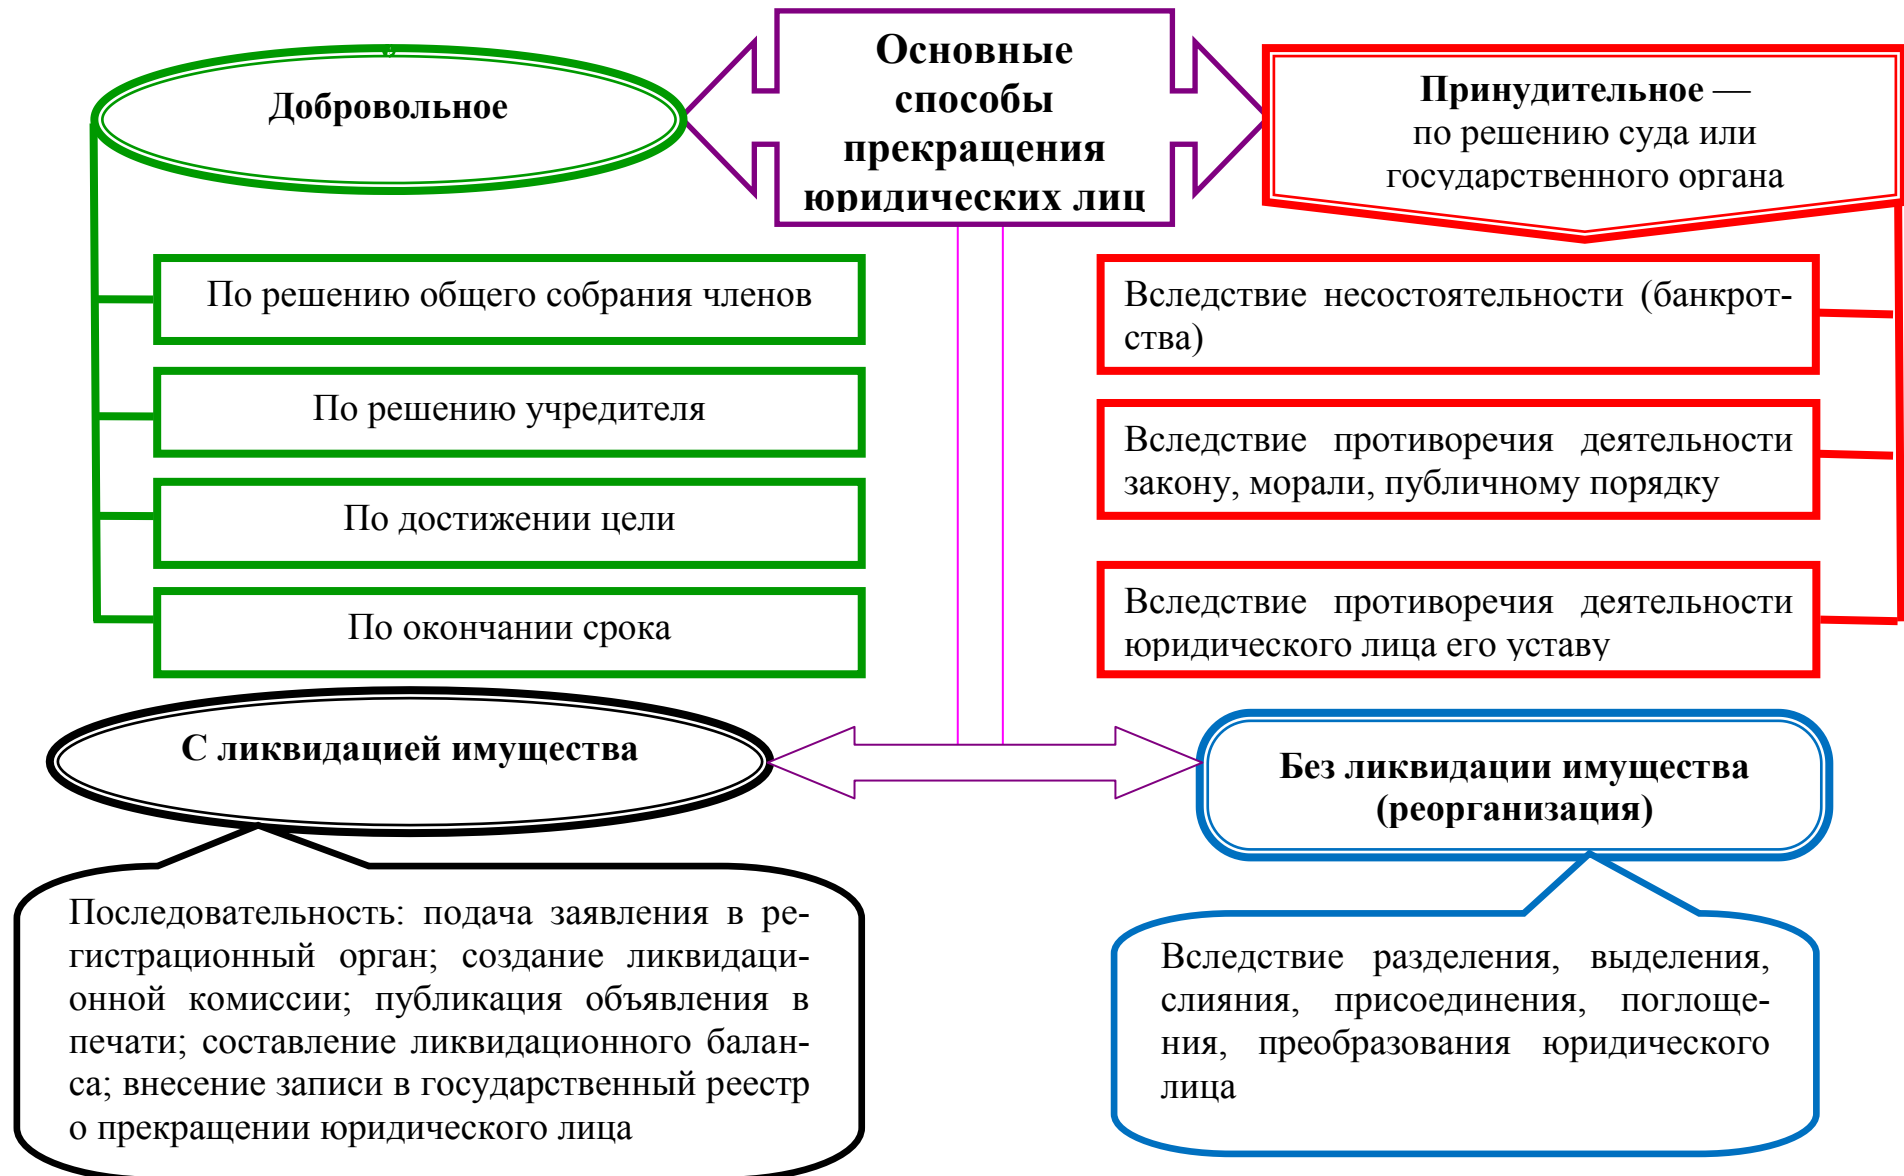 Основные
способы
прекращения
юридических лиц
Добровольное
Принудительное —
по решению суда или
государственного органа
По решению общего собрания членов
По решению учредителя
По достижении цели
По окончании срока
Вследствие несостоятельности (банкрот-
ства)
Вследствие противоречия деятельности
закону, морали, публичному порядку
Вследствие противоречия деятельности
юридического лица его уставу
С ликвидацией имущества
Без ликвидации имущества
(реорганизация)
Последовательность: подача заявления в ре-
гистрационный орган; создание ликвидаци-
онной комиссии; публикация объявления в
печати; составление ликвидационного балан-
са; внесение записи в государственный реестр
о прекращении юридического лица
Вследствие разделения, выделения,
слияния, присоединения, поглоще-
ния, преобразования юридического
лица